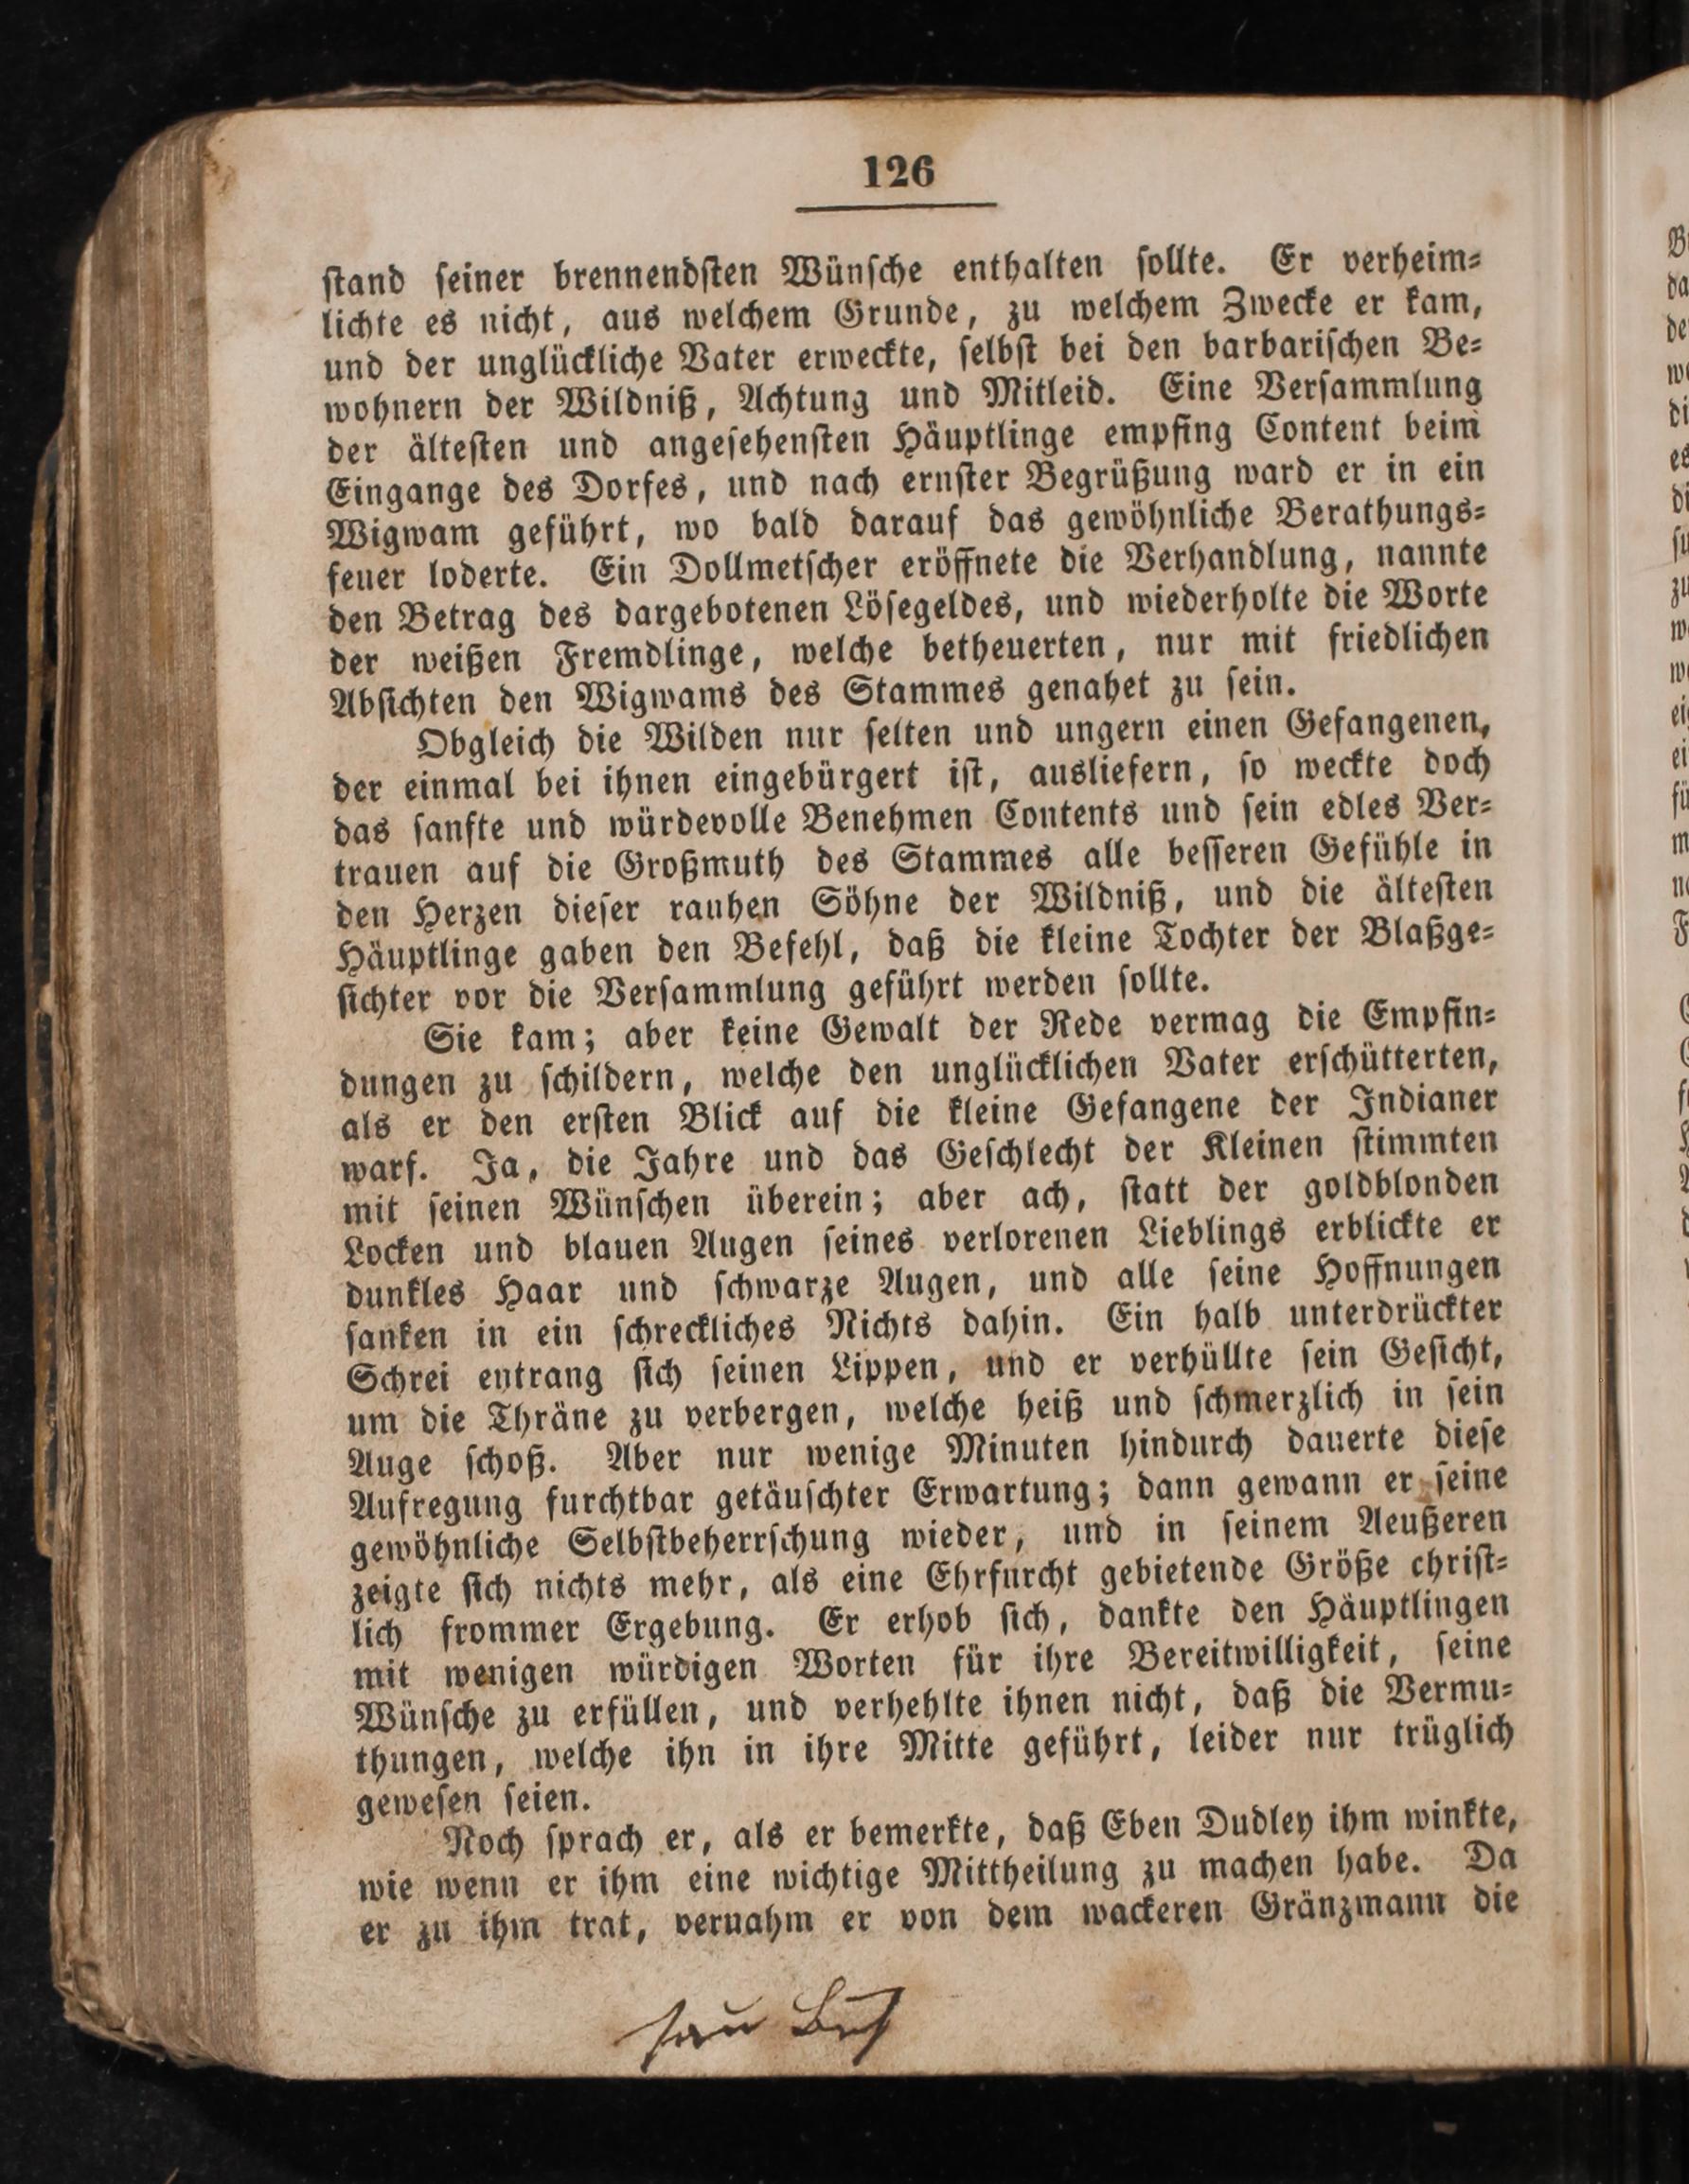 126
stand seiner brennendsten Wünsche enthalten sollte. Er verheim-
lichte es nicht, aus welchem Grunde, zu welchem Zwecke er kam,
und der unglückliche Vater erweckte, selbst bei den barbarischen Be-
wohnern der Wildniß, Achtung und Mitleid. Eine Versammlung
der ältesten und angesehensten Häuptlinge empfing Content beim
Eingange des Dorfes, und nach ernster Begrüßung ward er in ein
Wigwam geführt, wo bald darauf das gewöhnliche Berathungs-
feuer loderte. Ein Dollmetscher eröffnete die Verhandlung, nannte
den Betrag des dargebotenen Lösegeldes, und wiederholte die Worte
der weißen Fremdlinge, welche betheuerten, nur mit friedlichen
Absichten den Wigwams des Stammes genahet zu sein.
Obgleich die Wilden nur selten und ungern einen Gefangenen,
der einmal bei ihnen eingebürgert ist, ausliefern, so weckte doch
das sanfte und würdevolle Benehmen Contents und sein edles Ver-
trauen auf die Großmuth des Stammes alle besseren Gefühle in
den Herzen dieser rauhen Söhne der Wildniß, und die ältesten
Häuptlinge gaben den Befehl, daß die kleine Tochter der Blaßge-
sichter vor die Versammlung geführt werden sollte.
Sie kam; aber keine Gewalt der Rede vermag die Empfin-
dungen zu schildern, welche den unglücklichen Vater erschütterten,
als er den ersten Blick auf die kleine Gefangene der Indianer
warf. Ja, die Jahre und das Geschlecht der Kleinen stimmten
mit seinen Wünschen überein; aber ach, statt der goldblonden
Locken und blauen Augen seines verlorenen Lieblings erblickte er
dunkles Haar und schwarze Augen, und alle seine Hoffnungen
sanken in ein schreckliches Nichts dahin. Ein halb unterdrückter
Schrei entrang sich seinen Lippen, und er verhüllte sein Gesicht,
um die Thräne zu verbergen, welche heiß und schmerzlich in sein
Auge schoß. Aber nur wenige Minuten hindurch dauerte diese
Aufregung furchtbar getäuschter Erwartung; dann gewann er seine
gewöhnliche Selbstbeherrschung wieder, und in seinem Aeußeren
zeigte sich nichts mehr, als eine Ehrfurcht gebietende Größe christ-
lich frommer Ergebung. Er erhob sich, dankte den Häuptlingen
mit wenigen würdigen Worten für ihre Bereitwilligkeit, seine
Wünsche zu erfüllen, und verhehlte ihnen nicht, daß die Vermu-
thungen, welche ihn in ihre Mitte geführt, leider nur trüglich
gewesen seien.
Noch sprach er, als er bemerkte, daß Eben Dudley ihm winkte,
wie wenn er ihm eine wichtige Mittheilung zu machen habe. Da
er zu ihm trat, vernahm er von dem wackeren Gränzmann die